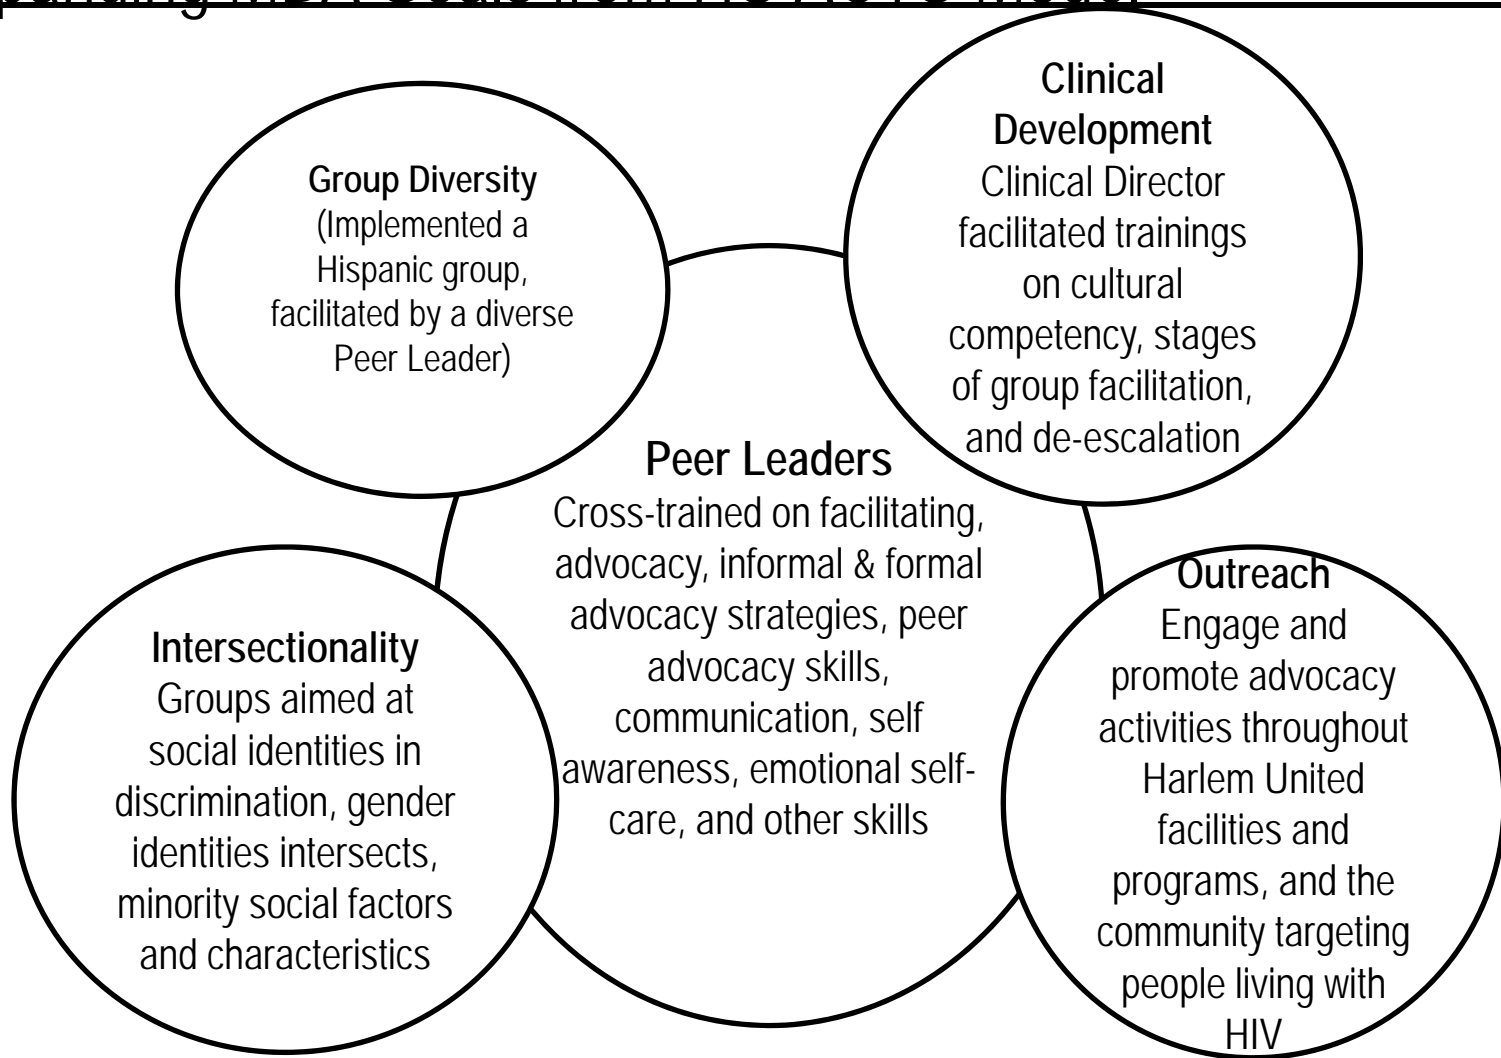 Group Diversity
(Implemented a
Hispanic group,
facilitated by a diverse
Peer Leader)
Clinical
Development
Clinical Director
facilitated trainings
on cultural
competency, stages
of group facilitation,
and de-escalation
Peer Leaders
Cross-trained on facilitating,
advocacy, informal & formal
advocacy strategies, peer
advocacy skills,
communication, self
awareness, emotional self-
care, and other skills
Intersectionality
Groups aimed at
social identities in
discrimination, gender
identities intersects,
minority social factors
and characteristics
Outreach
Engage and
promote advocacy
activities throughout
Harlem United
facilities and
programs, and the
community targeting
people living with
HIV